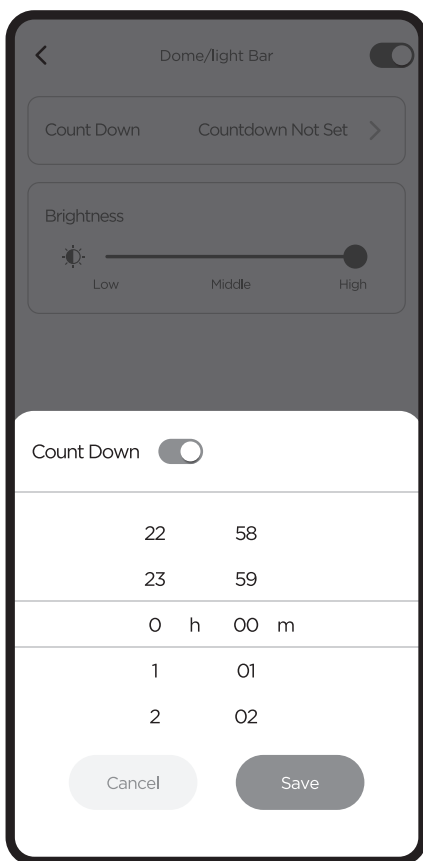 Dome/light Bar
Count Down Countdown Not Set
Brightness
Low Middle High
Count Down
22 58
23 59
0 h 00 m
1 01
2 02
Cancel Save